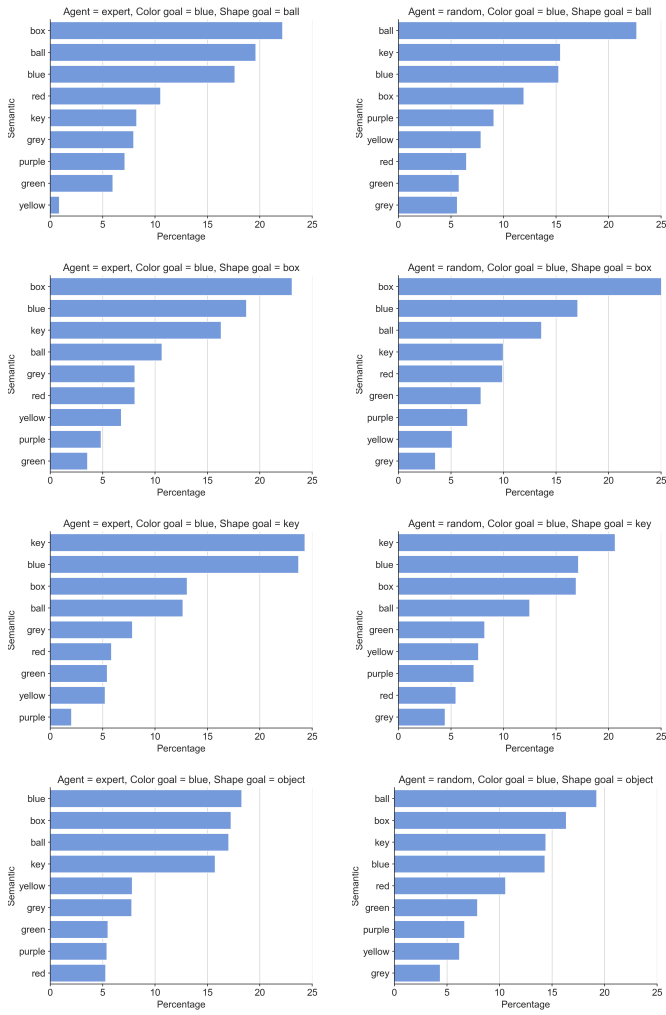 Agent = expert, Color goal = blue, Shape goal = ball
Semantic
box
ball
blue
red
key
grey
purple
green
yellow
0 5 10 15 20 25
Percentage
Agent = random, Color goal = blue, Shape goal = ball
Semantic
ball
key
blue
box
purple
yellow
red
green
grey
0 5 10 15 20 25
Percentage
Agent = expert, Color goal = blue, Shape goal = box
Semantic
box
blue
key
ball
grey
red
yellow
purple
green
0 5 10 15 20 25
Percentage
Agent = random, Color goal = blue, Shape goal = box
Semantic
box
blue
ball
key
red
green
purple
yellow
grey
0 5 10 15 20 25
Percentage
Agent = expert, Color goal = blue, Shape goal = key
Semantic
key
blue
box
ball
grey
red
green
yellow
purple
0 5 10 15 20 25
Percentage
Agent = random, Color goal = blue, Shape goal = key
Semantic
key
blue
box
ball
green
yellow
purple
red
grey
0 5 10 15 20 25
Percentage
Agent = expert, Color goal = blue, Shape goal = object
Semantic
blue
box
ball
key
yellow
grey
green
purple
red
0 5 10 15 20 25
Percentage
Agent = random, Color goal = blue, Shape goal = object
Semantic
ball
box
key
blue
red
green
purple
yellow
grey
0 5 10 15 20 25
Percentage